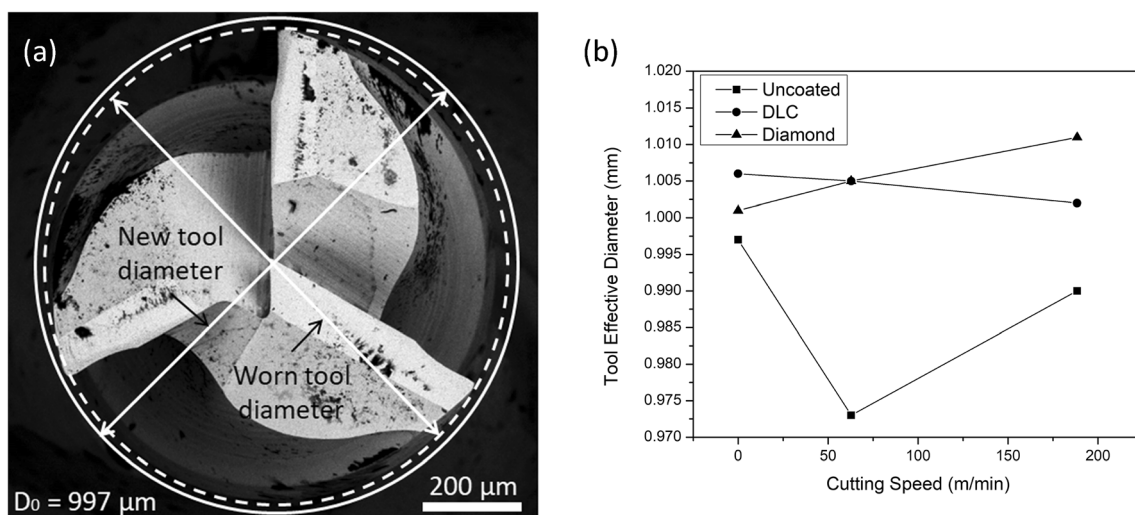 (a)
New tool
diameter
Worn tool
diameter
D₀ = 997 µm
200 µm
(b)
1.020
1.015
1.010
1.005
1.000
0.995
0.990
0.985
0.980
0.975
0.970
Tool Effective Diameter (mm)
Uncoated
DLC
Diamond
0
50
100
150
200
Cutting Speed (m/min)